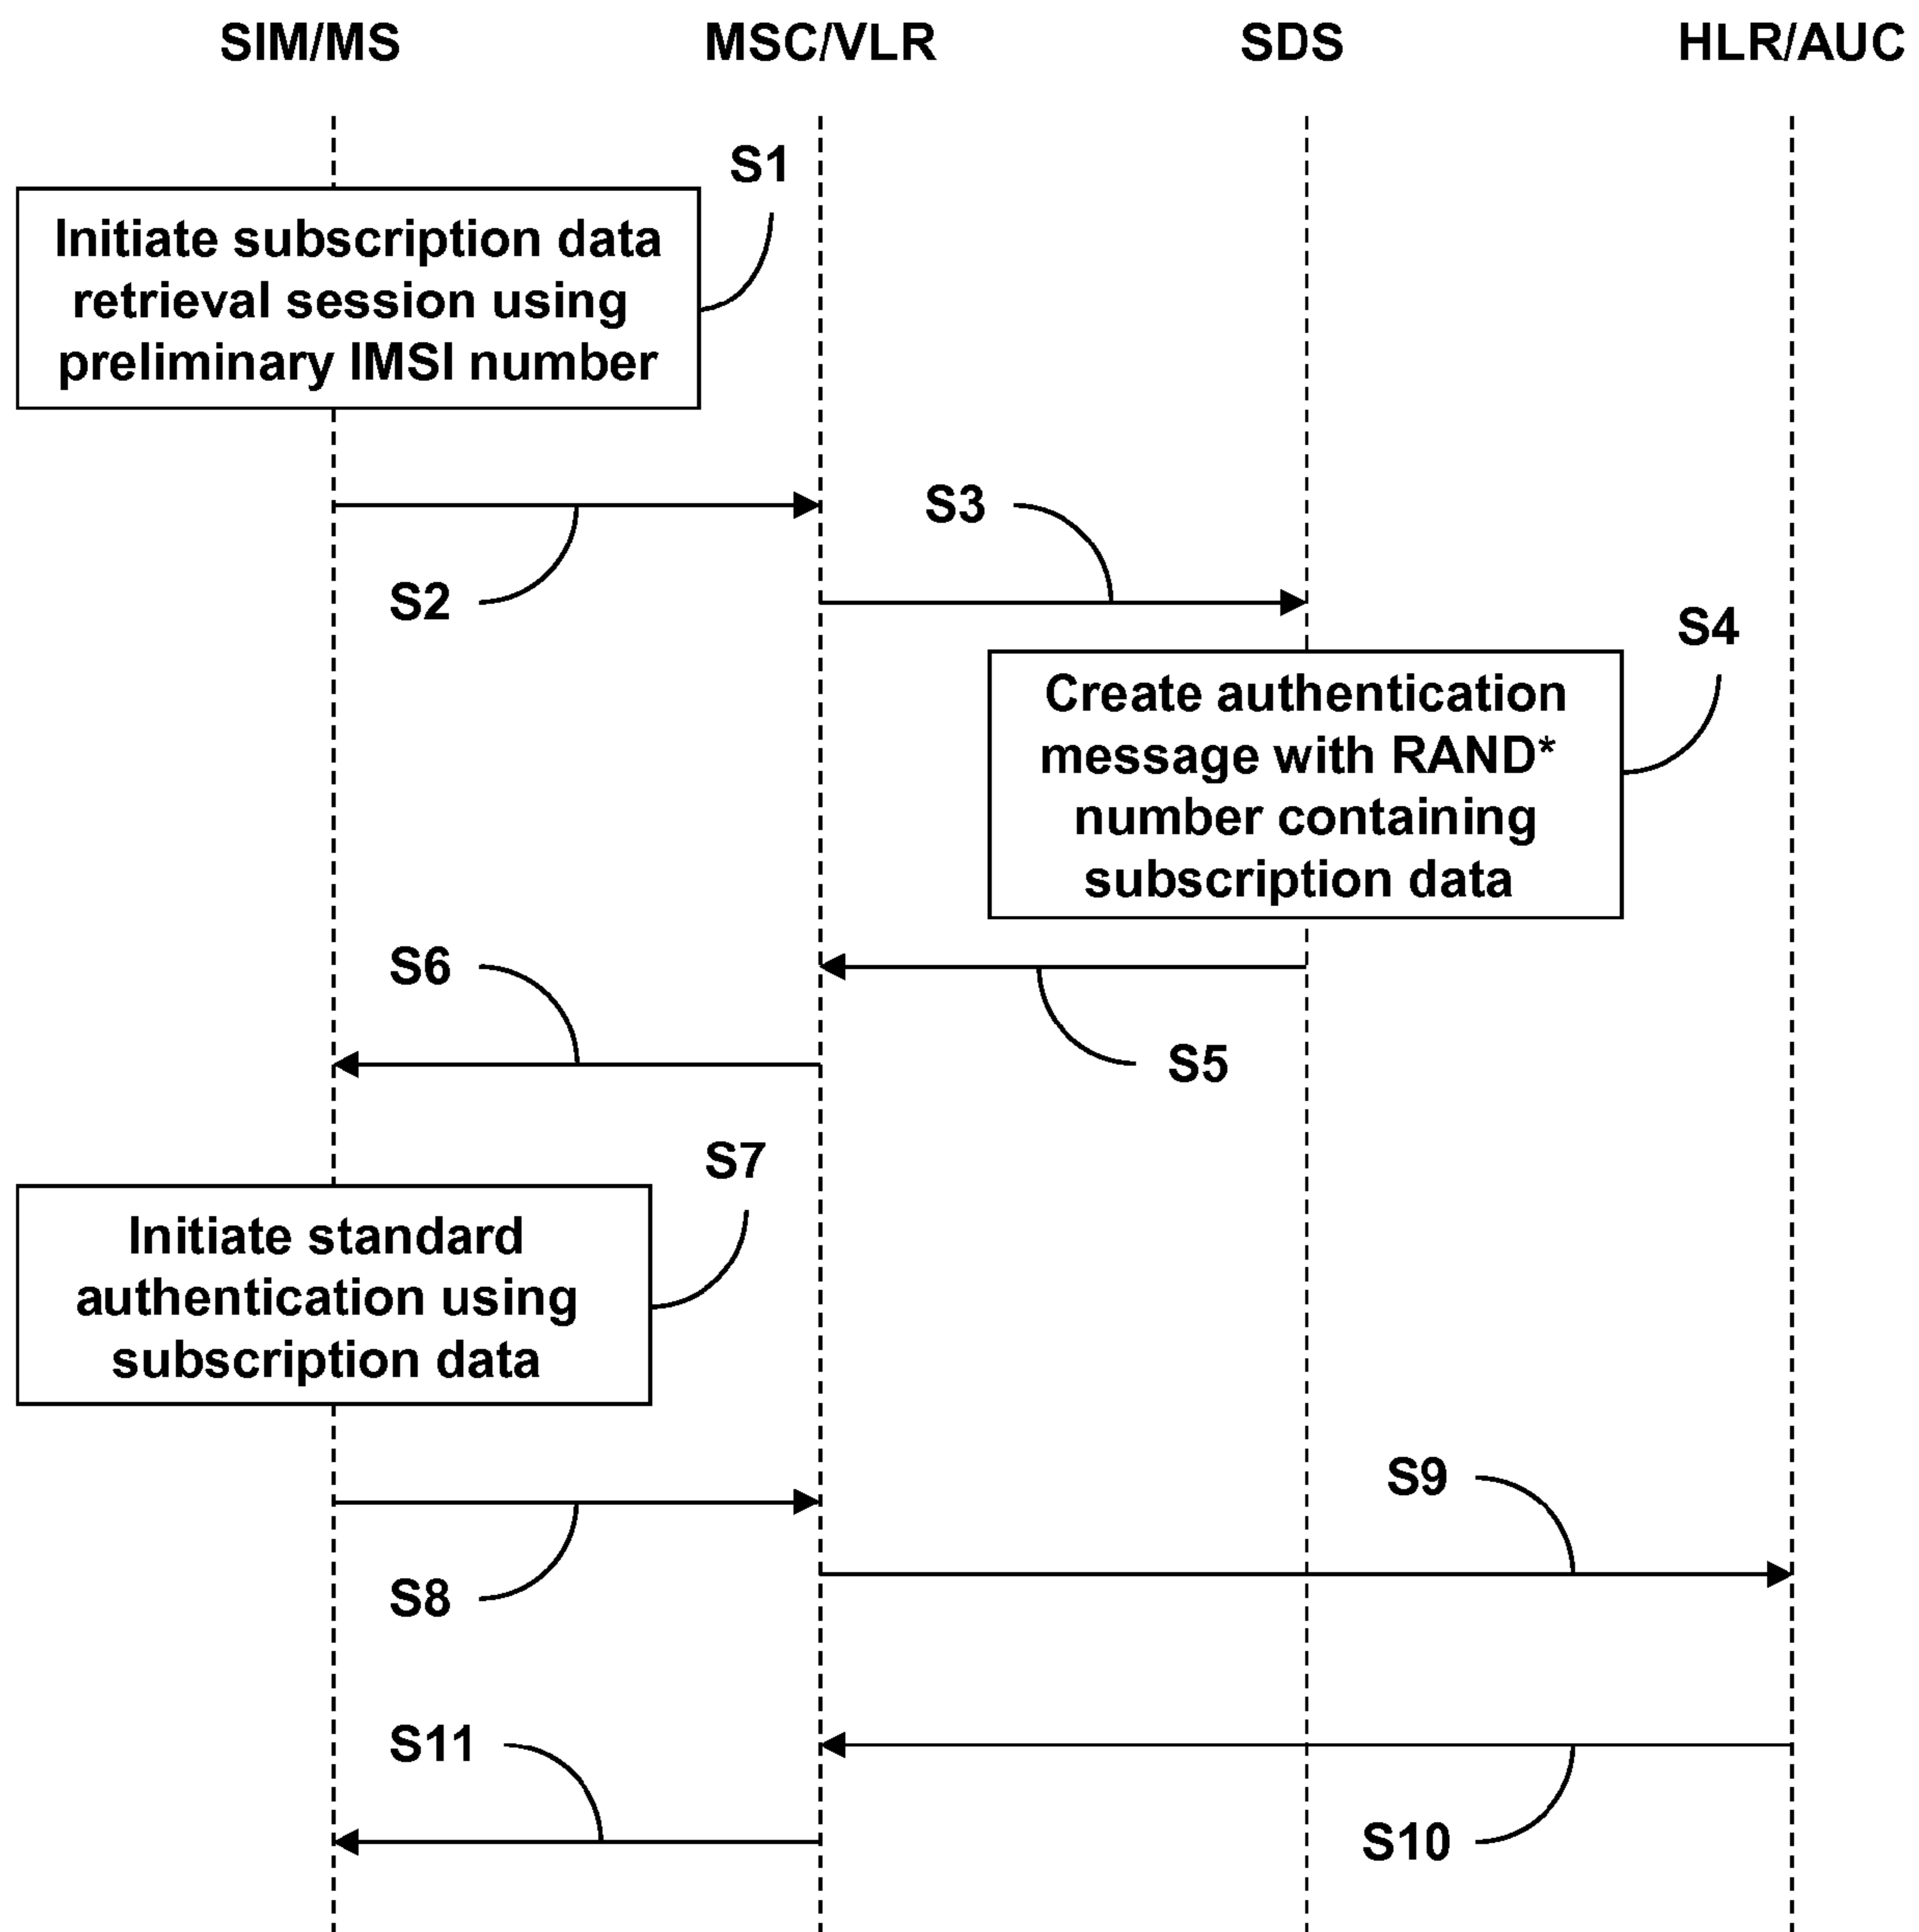 SIM/MS
MSC/VLR
SDS
HLR/AUC
S1
Initiate subscription data
retrieval session using
preliminary IMSI number
S3
S2
S4
Create authentication
message with RAND*
number containing
subscription data
S6
S5
S7
Initiate standard
authentication using
subscription data
S9
S8
S11
S10